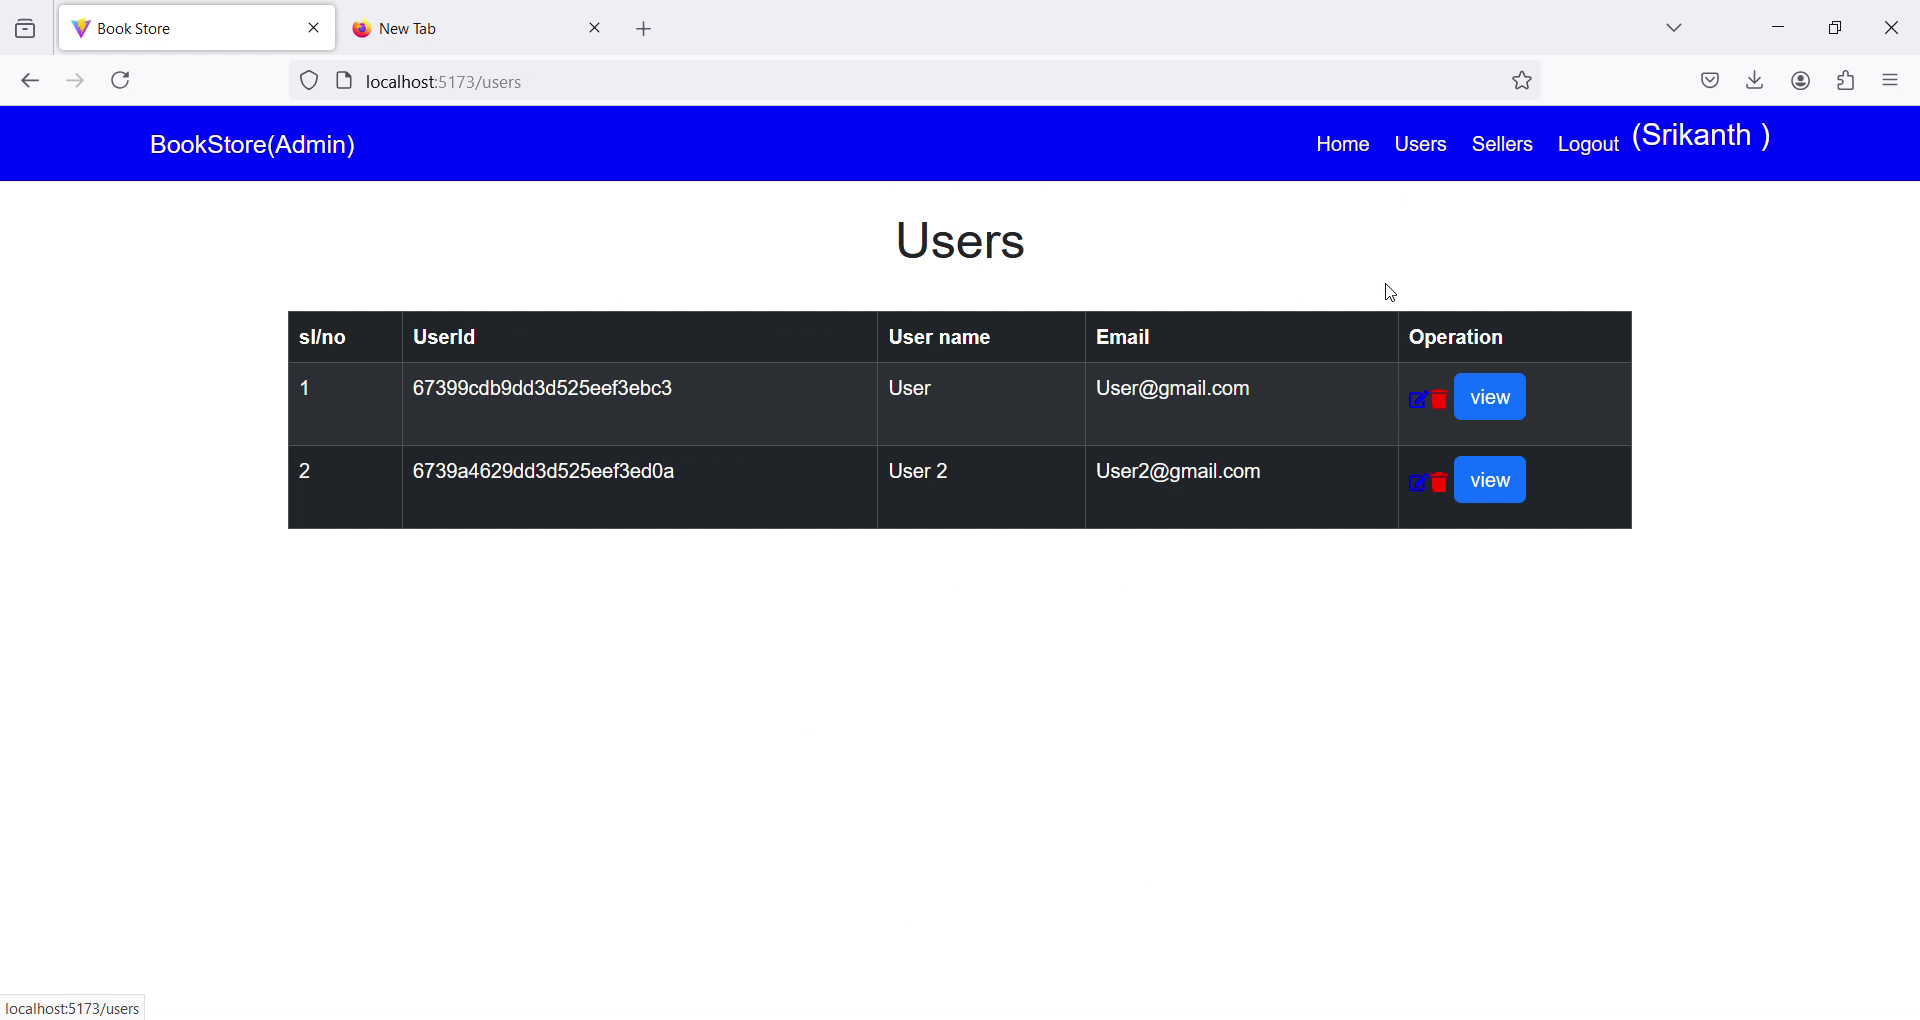 Book Store
New Tab
localhost:5173/users
BookStore(Admin)
Home Users Sellers Logout (Srikanth )
Users
sl/no UserId User name Email Operation
1 67399cdb9dd3d525eef3ebc3 User User@gmail.com view
2 6739a4629dd3d525eef3ed0a User 2 User2@gmail.com view
localhost:5173/users